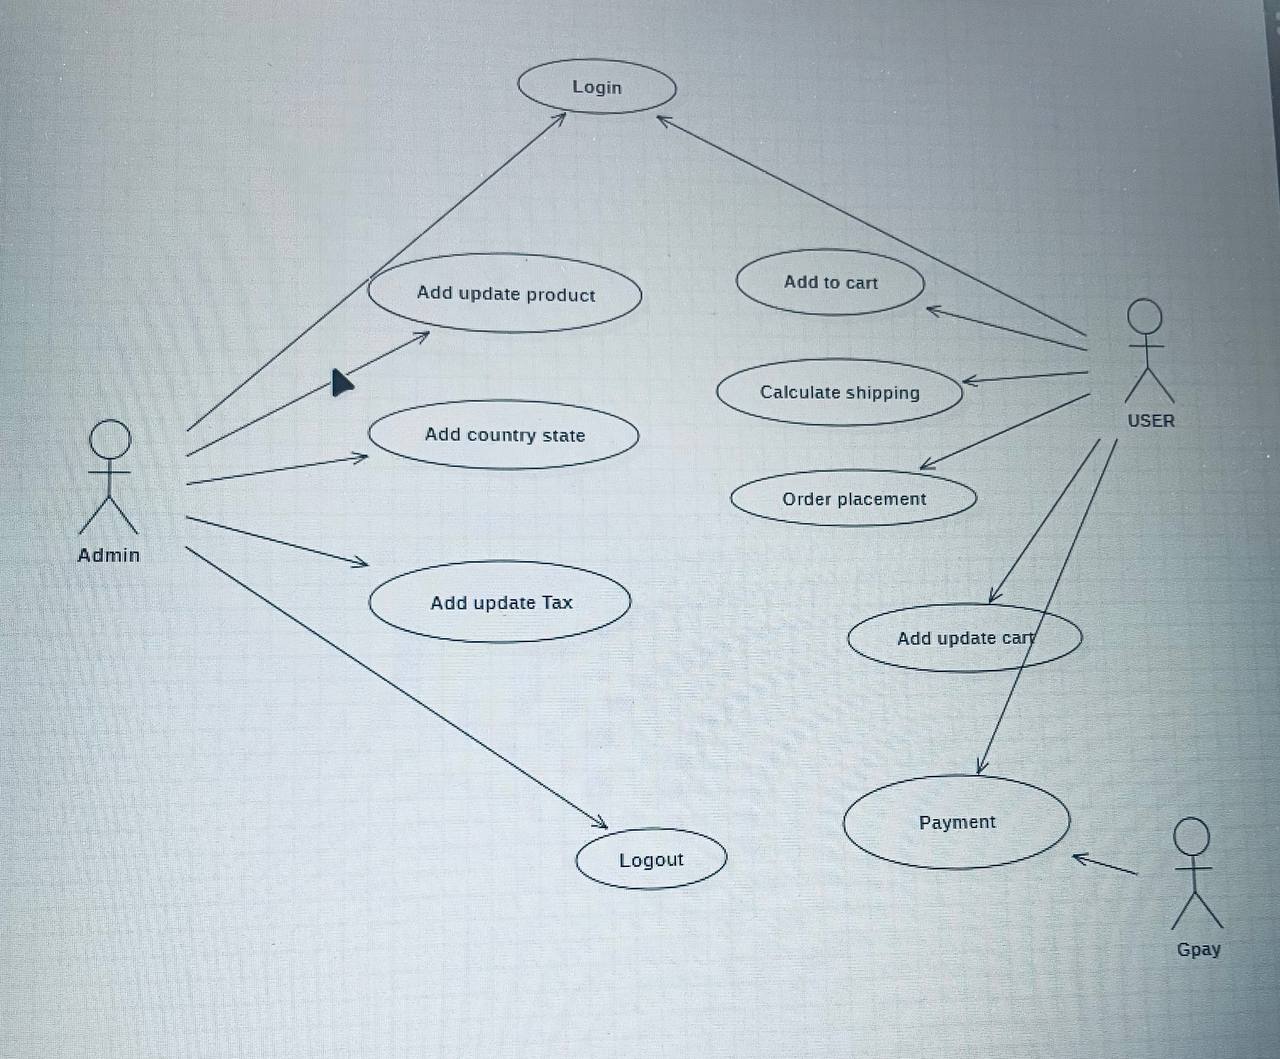 Login
Add update product
Add to cart
Calculate shipping
USER
Add country state
Order placement
Admin
Add update Tax
Add update cart
Payment
Logout
Gpay